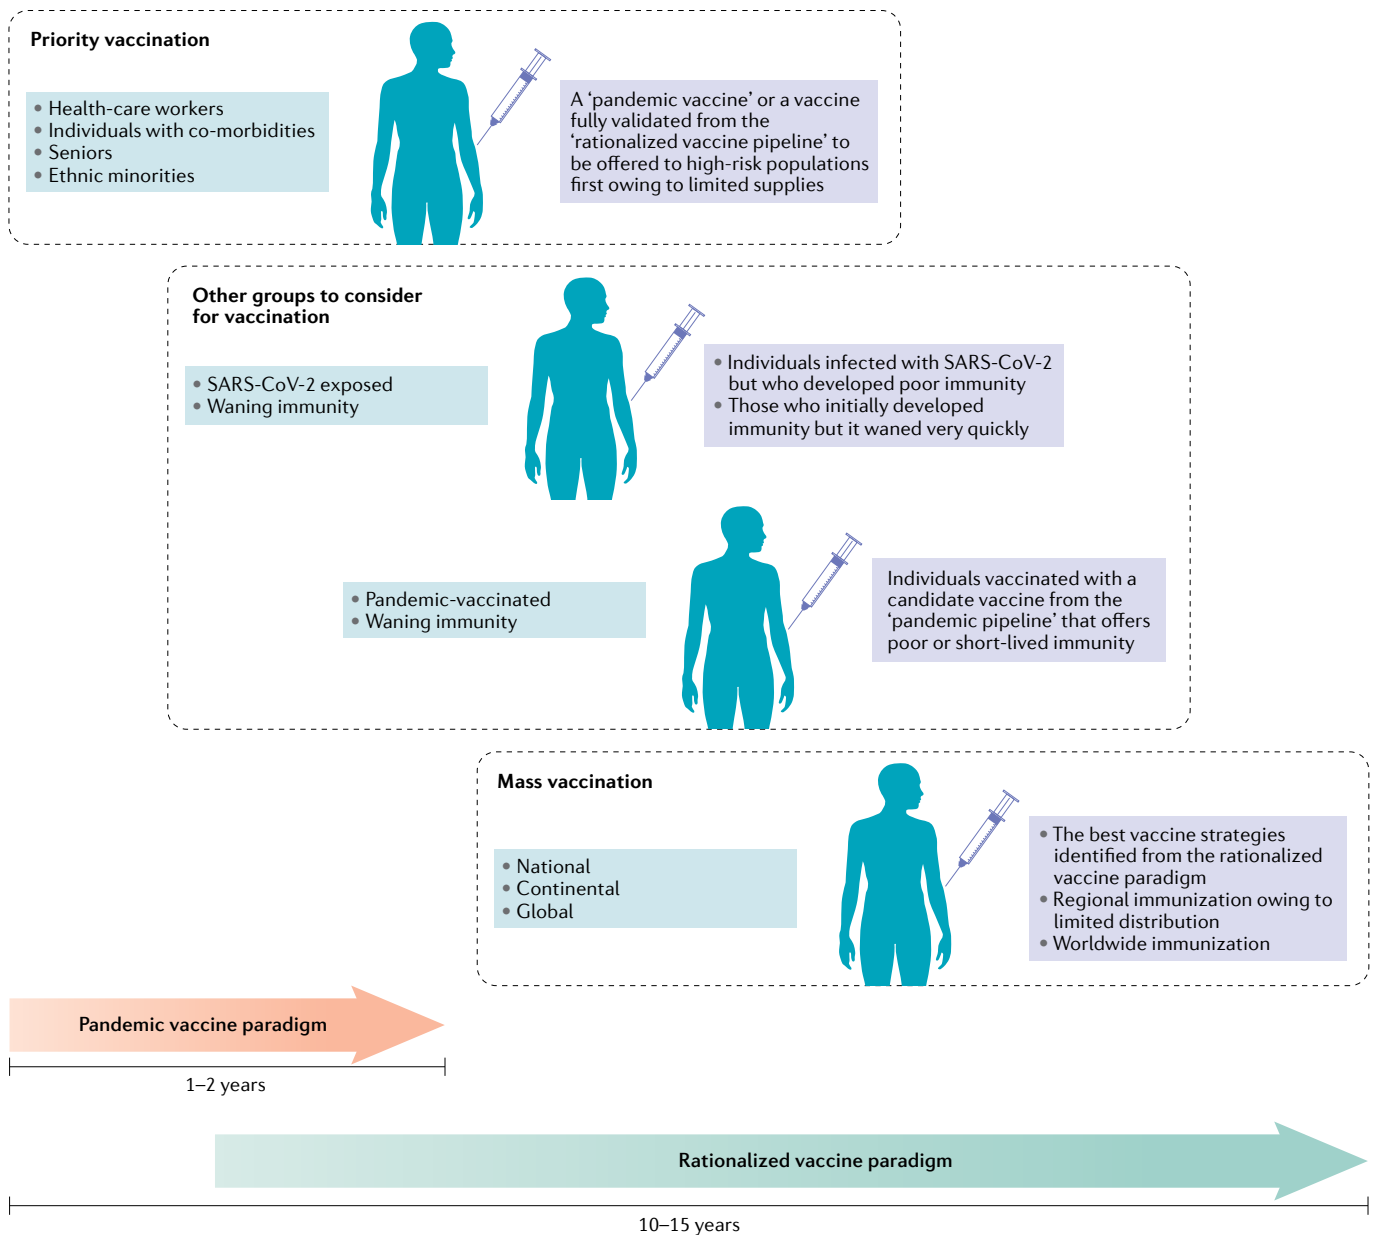 Priority vaccination
• Health-care workers
• Individuals with co-morbidities
• Seniors
• Ethnic minorities
A ‘pandemic vaccine’ or a vaccine
fully validated from the
‘rationalized vaccine pipeline’ to
be offered to high-risk populations
first owing to limited supplies
Other groups to consider
for vaccination
• SARS-CoV-2 exposed
• Waning immunity
• Individuals infected with SARS-CoV-2
but who developed poor immunity
• Those who initially developed
immunity but it waned very quickly
• Pandemic-vaccinated
• Waning immunity
Individuals vaccinated with a
candidate vaccine from the
‘pandemic pipeline’ that offers
poor or short-lived immunity
Mass vaccination
• National
• Continental
• Global
• The best vaccine strategies
identified from the rationalized
vaccine paradigm
• Regional immunization owing to
limited distribution
• Worldwide immunization
Pandemic vaccine paradigm
1–2 years
Rationalized vaccine paradigm
10–15 years